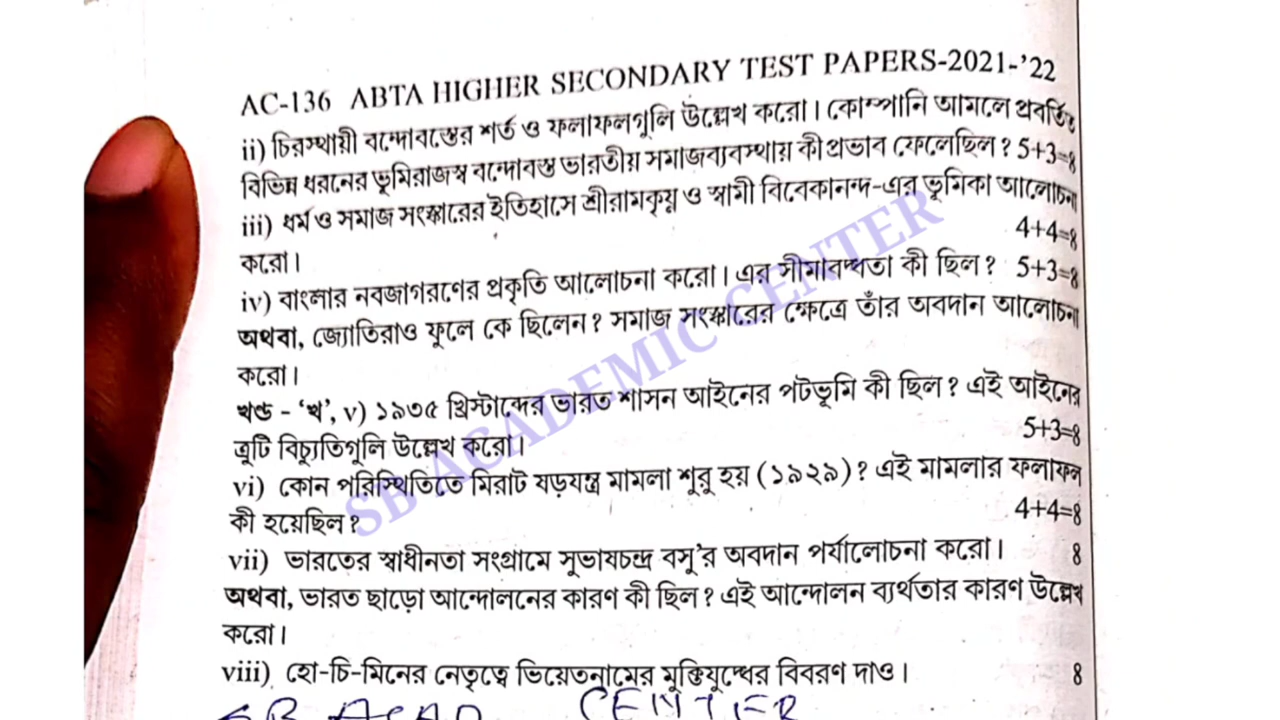 AC-136 ABTA HIGHER SECONDARY TEST PAPERS-2021-'22
ii) চিরস্থায়ী বন্দোবস্তের শর্ত ও ফলাফলগুলি উল্লেখ করো। কোম্পানি আমলে প্রবর্তিত
বিভিন্ন ধরনের ভূমিরাজস্ব বন্দোবস্ত ভারতীয় সমাজব্যবস্থায় কী প্রভাব ফেলেছিল ? 5+3=8
iii) ধর্ম ও সমাজ সংস্কারের ইতিহাসে শ্রীরামকৃষ্ণ ও স্বামী বিবেকানন্দ-এর ভূমিকা আলোচনা
করো। 4+4=8
iv) বাংলার নবজাগরণের প্রকৃতি আলোচনা করো। এর সীমাবদ্ধতা কী ছিল ? 5+3=8
অথবা, জ্যোতিরাও ফুলে কে ছিলেন ? সমাজ সংস্কারের ক্ষেত্রে তাঁর অবদান আলোচনা
করো।
খণ্ড - ‘খ’, v) ১৯৩৫ খ্রিস্টাব্দের ভারত শাসন আইনের পটভূমি কী ছিল ? এই আইনের
ত্রুটি বিচ্যুতিগুলি উল্লেখ করো। 5+3=8
vi) কোন পরিস্থিতিতে মিরাট ষড়যন্ত্র মামলা শুরু হয় (১৯২৯) ? এই মামলার ফলাফল
কী হয়েছিল ? 4+4=8
vii) ভারতের স্বাধীনতা সংগ্রামে সুভাষচন্দ্র বসু'র অবদান পর্যালোচনা করো। 8
অথবা, ভারত ছাড়ো আন্দোলনের কারণ কী ছিল ? এই আন্দোলন ব্যর্থতার কারণ উল্লেখ
করো।
viii) হো-চি-মিনের নেতৃত্বে ভিয়েতনামের মুক্তিযুদ্ধের বিবরণ দাও। 8
SB ACADEMIC CENTER
CENTER